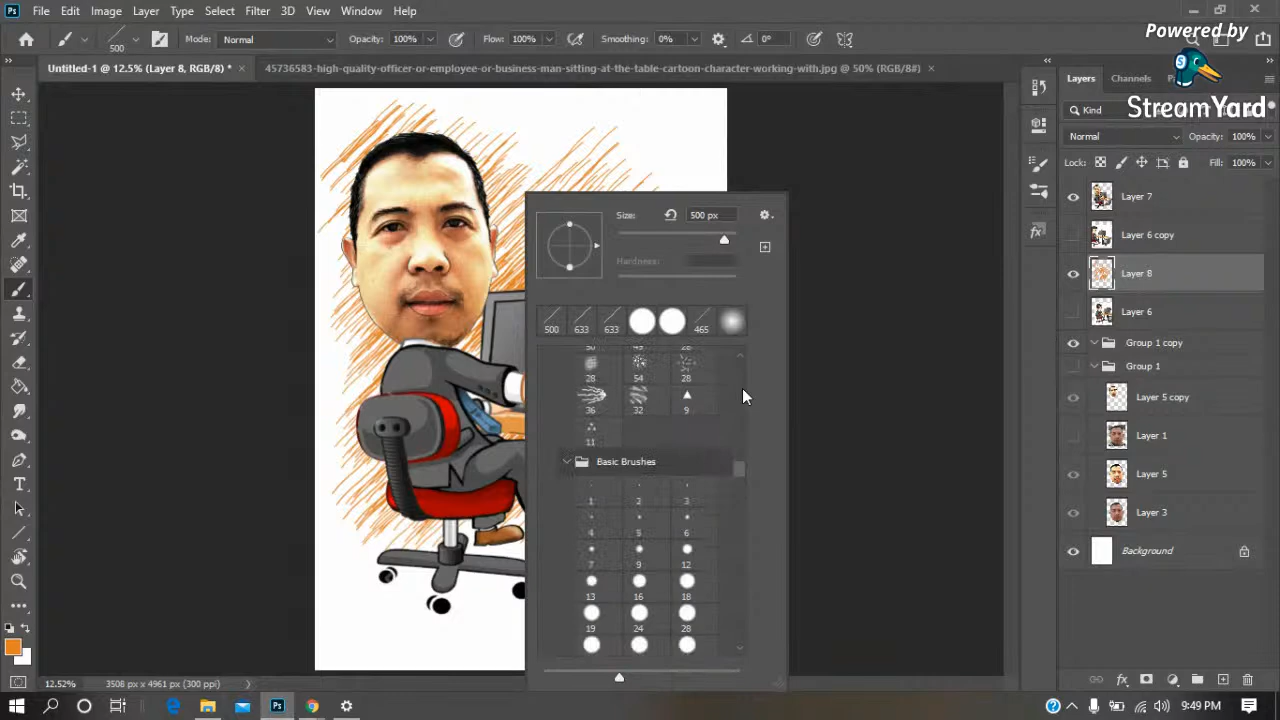 Ps File Edit Image Layer Type Select Filter 3D View Window Help
Powered by
S
StreamYard
500 Mode: Normal Opacity: 100% Flow: 100% Smoothing: 0% 0°
Untitled-1 @ 12.5% (Layer 8, RGB/8) * × 45736583-high-quality-officer-or-employee-or-business-man-sitting-at-the-table-cartoon-character-working-with.jpg @ 50% (RGB/8#) ×
Layers Channels
Kind
Normal Opacity: 100%
Lock: Fill: 100%
Layer 7
Layer 6 copy
Layer 8
Layer 6
Group 1 copy
Group 1
Layer 5 copy
Layer 1
Layer 5
Layer 3
Background
Size: 500 px
Hardness:
500 633 633 465
28 54 28
36 32 9
11
Basic Brushes
1 2 3
4 5 6
7 9 12
13 16 18
19 24 28
12.52% 3508 px x 4961 px (300 ppi)
Ps
9:49 PM